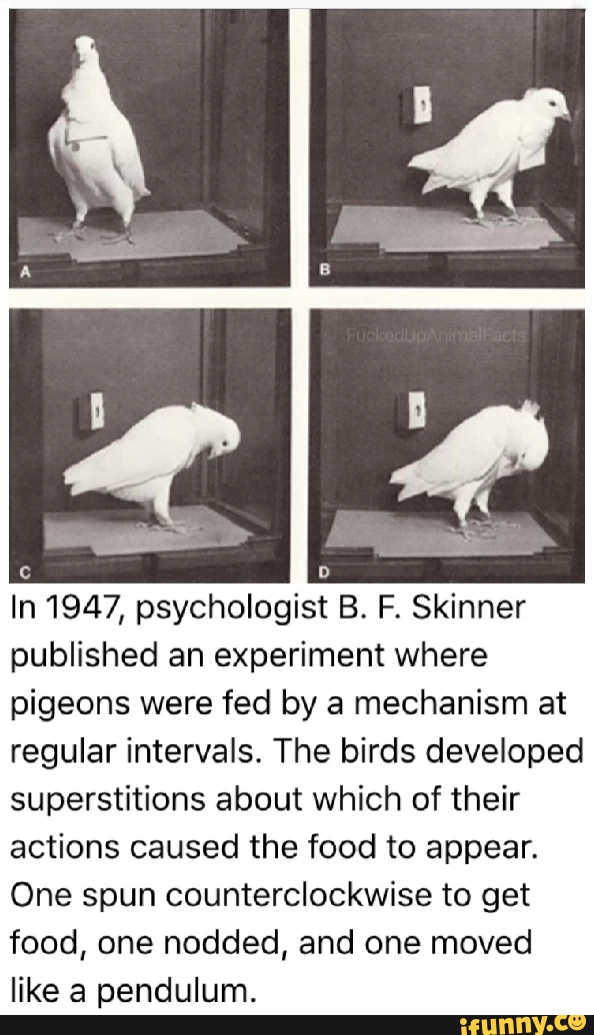 A
B
FuckedUpAnimalFacts
C
D
In 1947, psychologist B. F. Skinner
published an experiment where
pigeons were fed by a mechanism at
regular intervals. The birds developed
superstitions about which of their
actions caused the food to appear.
One spun counterclockwise to get
food, one nodded, and one moved
like a pendulum.
ifunny.co